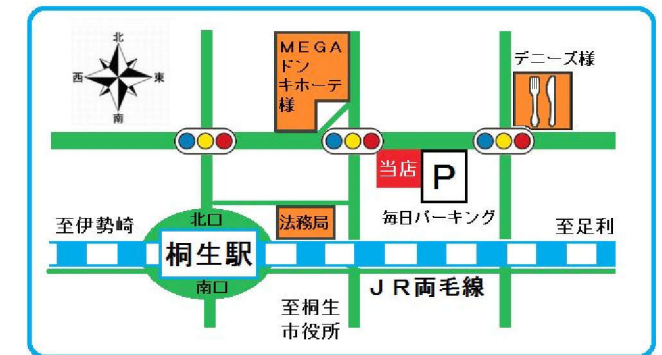 北
西
東
南
MEGA
ドン
キホーテ
様
デニーズ様
当店
P
毎日パーキング
至伊勢崎
北口
法務局
至足利
桐生駅
南口
JR両毛線
至桐生
市役所